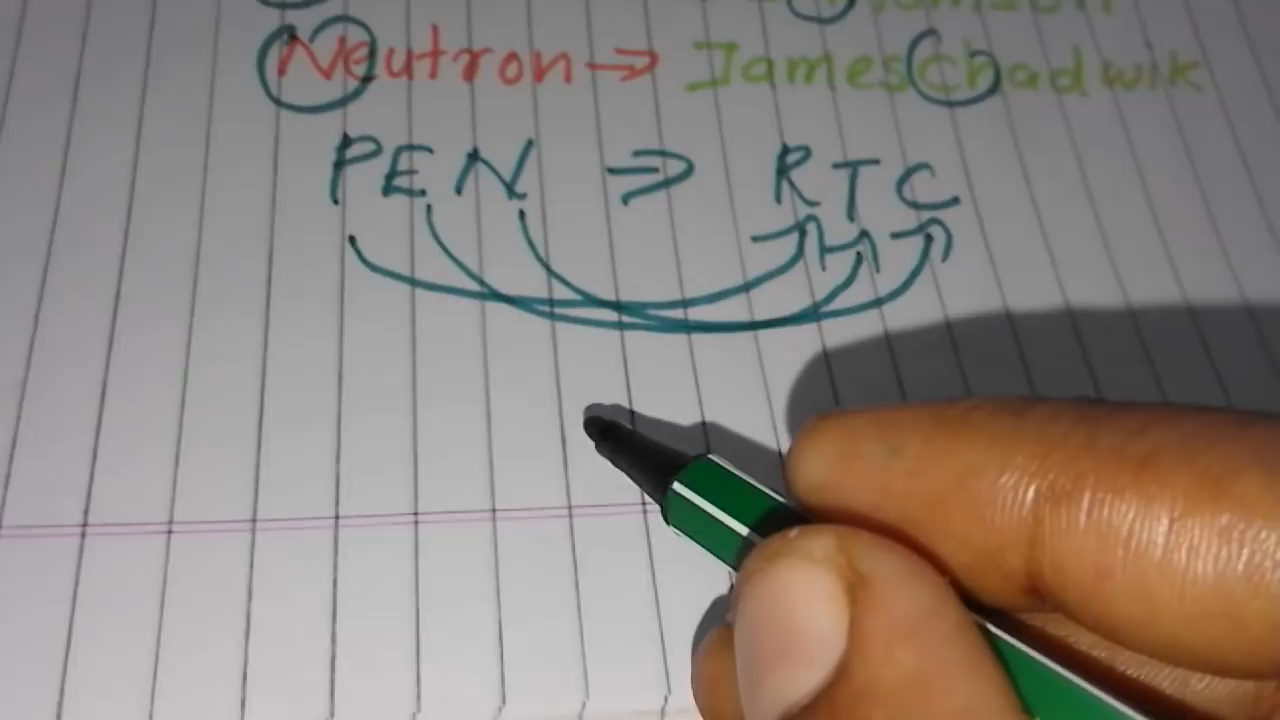 Neutron → James Chadwik
PEN ⇒ RTC